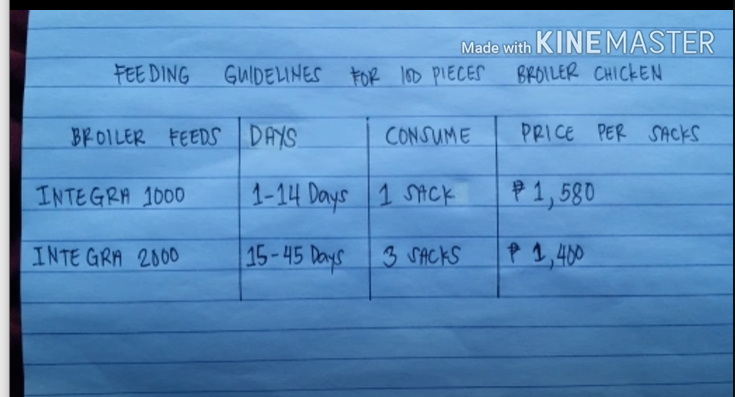 Made with KINEMASTER
FEEDING GUIDELINES FOR 100 PIECES BROILER CHICKEN
BROILER FEEDS DAYS CONSUME PRICE PER SACKS
INTEGRA 1000 1-14 Days 1 SACK ₱ 1,580
INTEGRA 2000 15-45 Days 3 SACKS ₱ 1,400